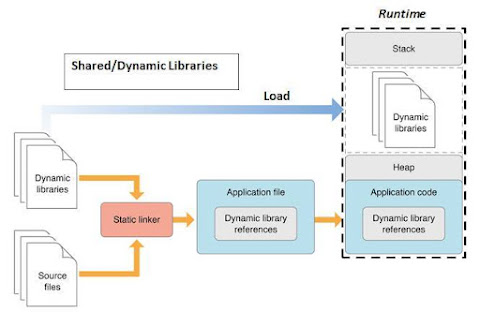 Runtime
Shared/Dynamic Libraries
Stack
Load
Dynamic
libraries
Dynamic
libraries
Heap
Application file
Application code
Static linker
Dynamic library
references
Dynamic library
references
Source
files